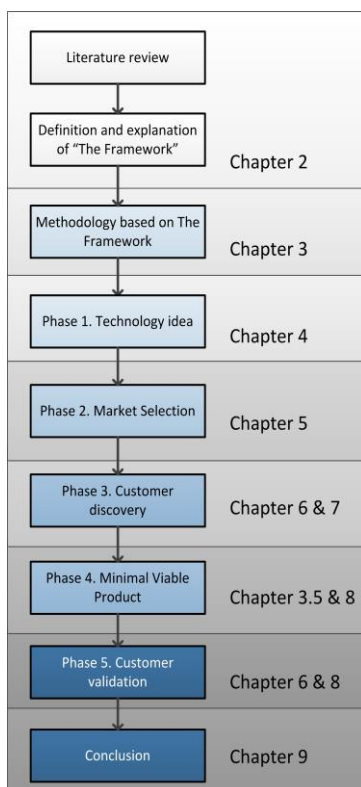 Literature review
Definition and explanation
of “The Framework”
Chapter 2
Methodology based on The
Framework
Chapter 3
Phase 1. Technology idea
Chapter 4
Phase 2. Market Selection
Chapter 5
Phase 3. Customer
discovery
Chapter 6 & 7
Phase 4. Minimal Viable
Product
Chapter 3.5 & 8
Phase 5. Customer
validation
Chapter 6 & 8
Conclusion
Chapter 9